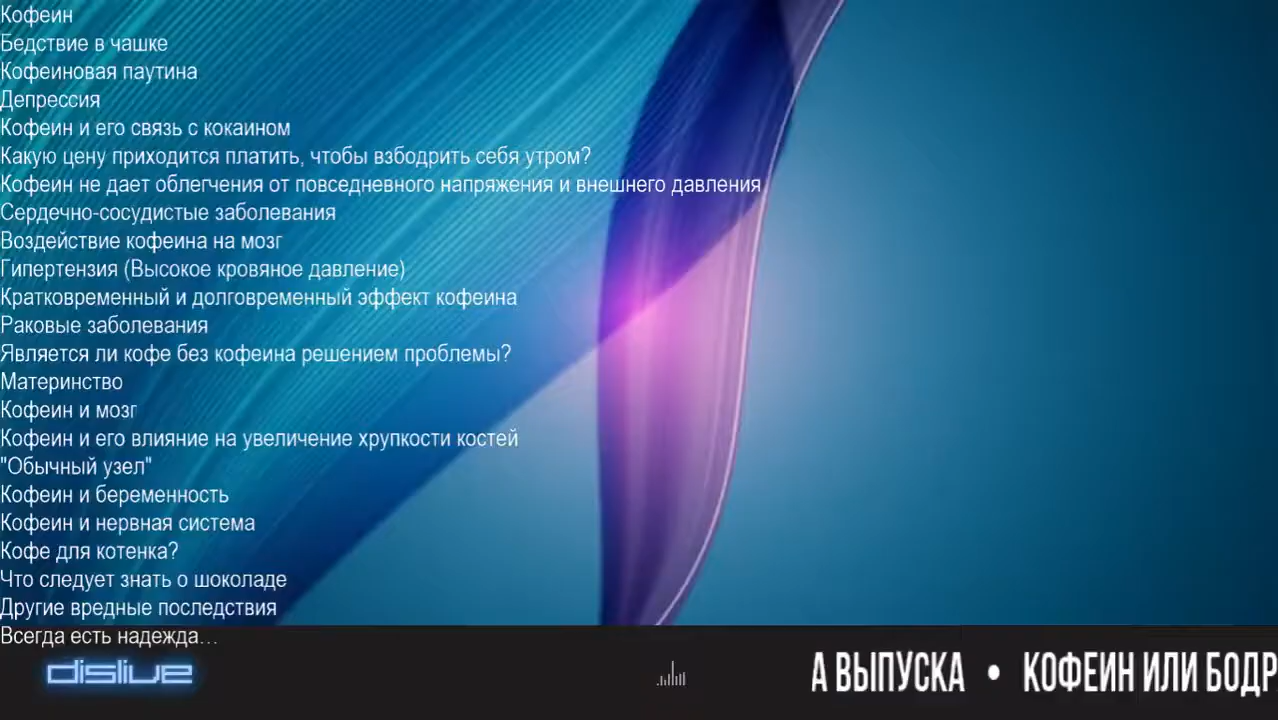 Кофеин
Бедствие в чашке
Кофеиновая паутина
Депрессия
Кофеин и его связь с кокаином
Какую цену приходится платить, чтобы взбодрить себя утром?
Кофеин не дает облегчения от повседневного напряжения и внешнего давления
Сердечно-сосудистые заболевания
Воздействие кофеина на мозг
Гипертензия (Высокое кровяное давление)
Кратковременный и долговременный эффект кофеина
Раковые заболевания
Является ли кофе без кофеина решением проблемы?
Материнство
Кофеин и мозг
Кофеин и его влияние на увеличение хрупкости костей
"Обычный узел"
Кофеин и беременность
Кофеин и нервная система
Кофе для котенка?
Что следует знать о шоколаде
Другие вредные последствия
Всегда есть надежда...
dislive
А ВЫПУСКА • КОФЕИН ИЛИ БОДР